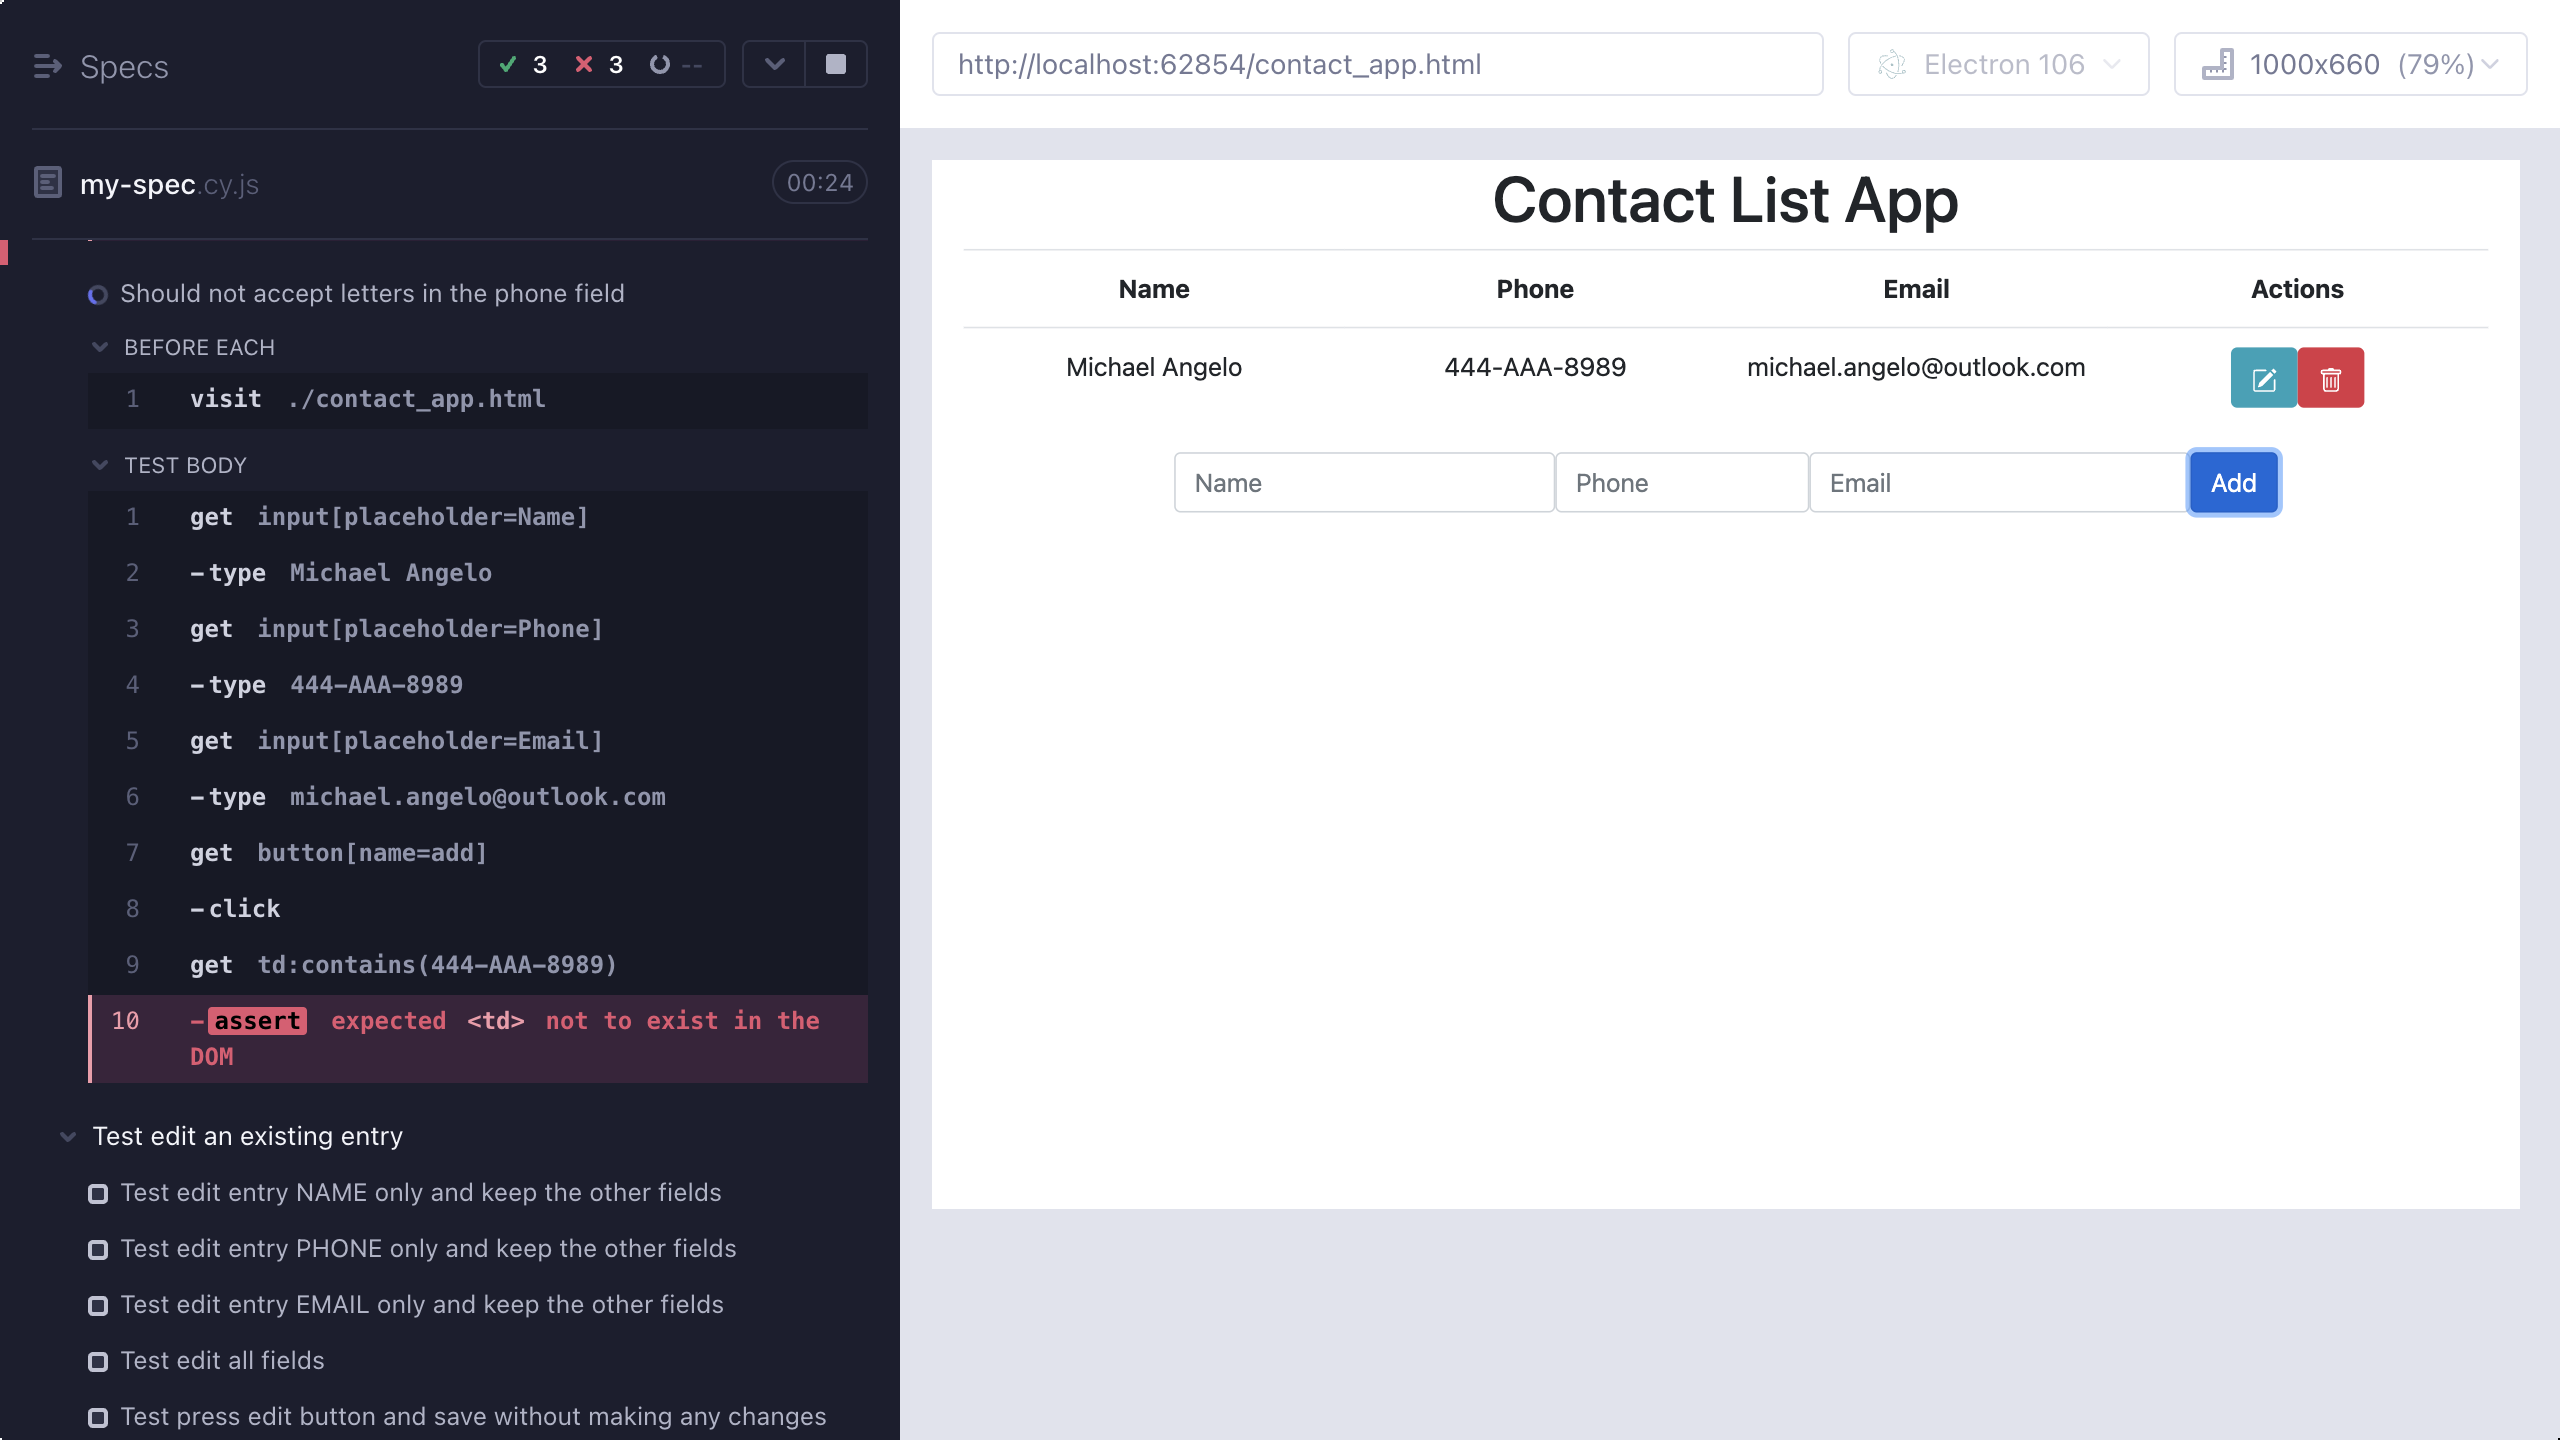 Specs
3 3 --
my-spec.cy.js 00:24
Should not accept letters in the phone field
BEFORE EACH
1 visit ./contact_app.html
TEST BODY
1 get input[placeholder=Name]
2 -type Michael Angelo
3 get input[placeholder=Phone]
4 -type 444-AAA-8989
5 get input[placeholder=Email]
6 -type michael.angelo@outlook.com
7 get button[name=add]
8 -click
9 get td:contains(444-AAA-8989)
10 -assert expected <td> not to exist in the
DOM
Test edit an existing entry
Test edit entry NAME only and keep the other fields
Test edit entry PHONE only and keep the other fields
Test edit entry EMAIL only and keep the other fields
Test edit all fields
Test press edit button and save without making any changes
http://localhost:62854/contact_app.html Electron 106 1000x660 (79%)
Contact List App
Name Phone Email Actions
Michael Angelo 444-AAA-8989 michael.angelo@outlook.com
Name Phone Email Add